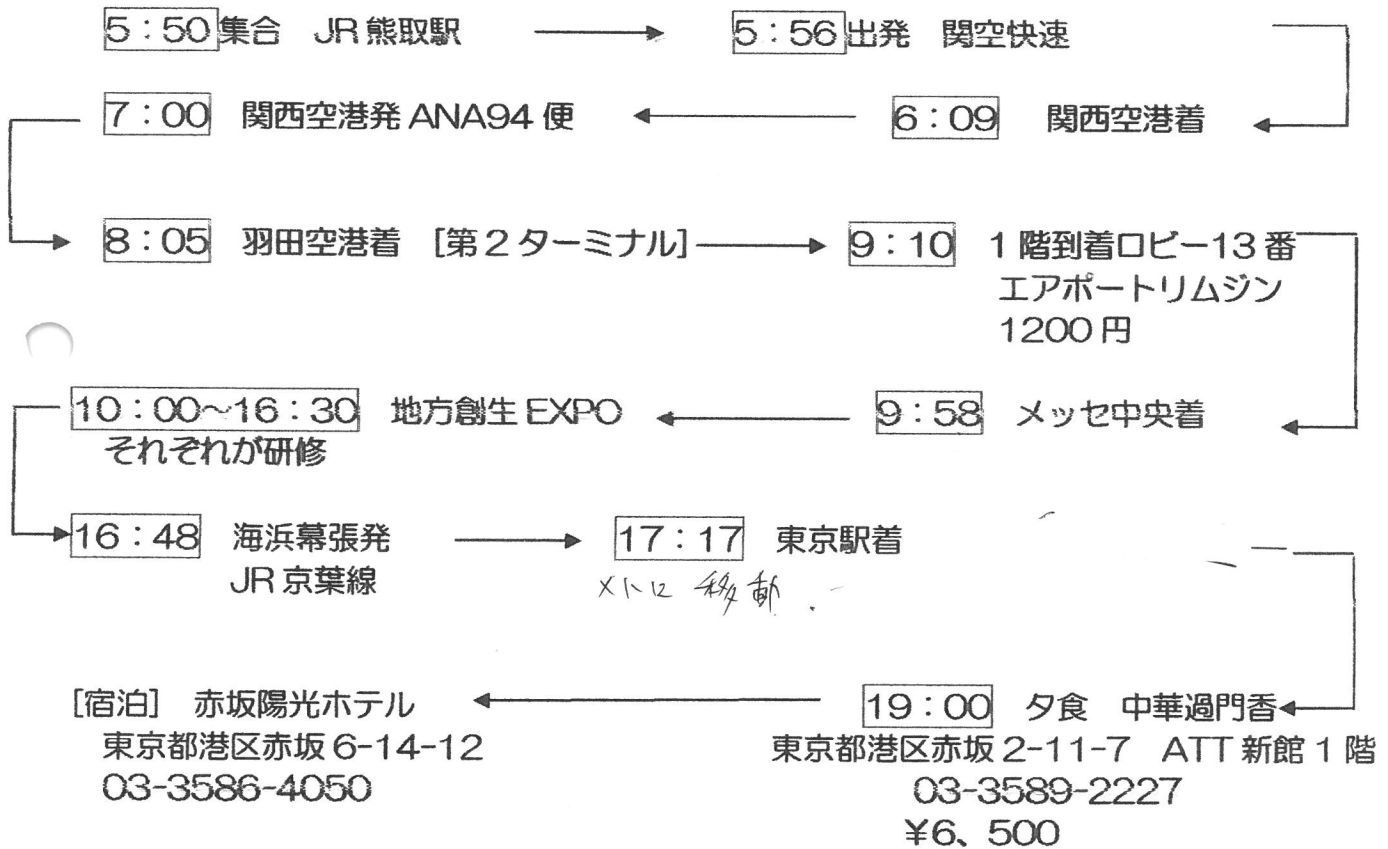 5：50集合　JR熊取駅
5：56出発　関空快速
6：09　関西空港着
7：00　関西空港発ANA94便
8：05　羽田空港着　[第2ターミナル]
9：10　1階到着ロビー13番
エアポートリムジン
1200円
9：58　メッセ中央着
10：00～16：30　地方創生EXPO
それぞれが研修
16：48　海浜幕張発
JR京葉線
17：17　東京駅着
メトロ 移動.
19：00　夕食　中華過門香
東京都港区赤坂2-11-7　ATT新館1階
03-3589-2227
¥6、500
[宿泊]　赤坂陽光ホテル
東京都港区赤坂6-14-12
03-3586-4050